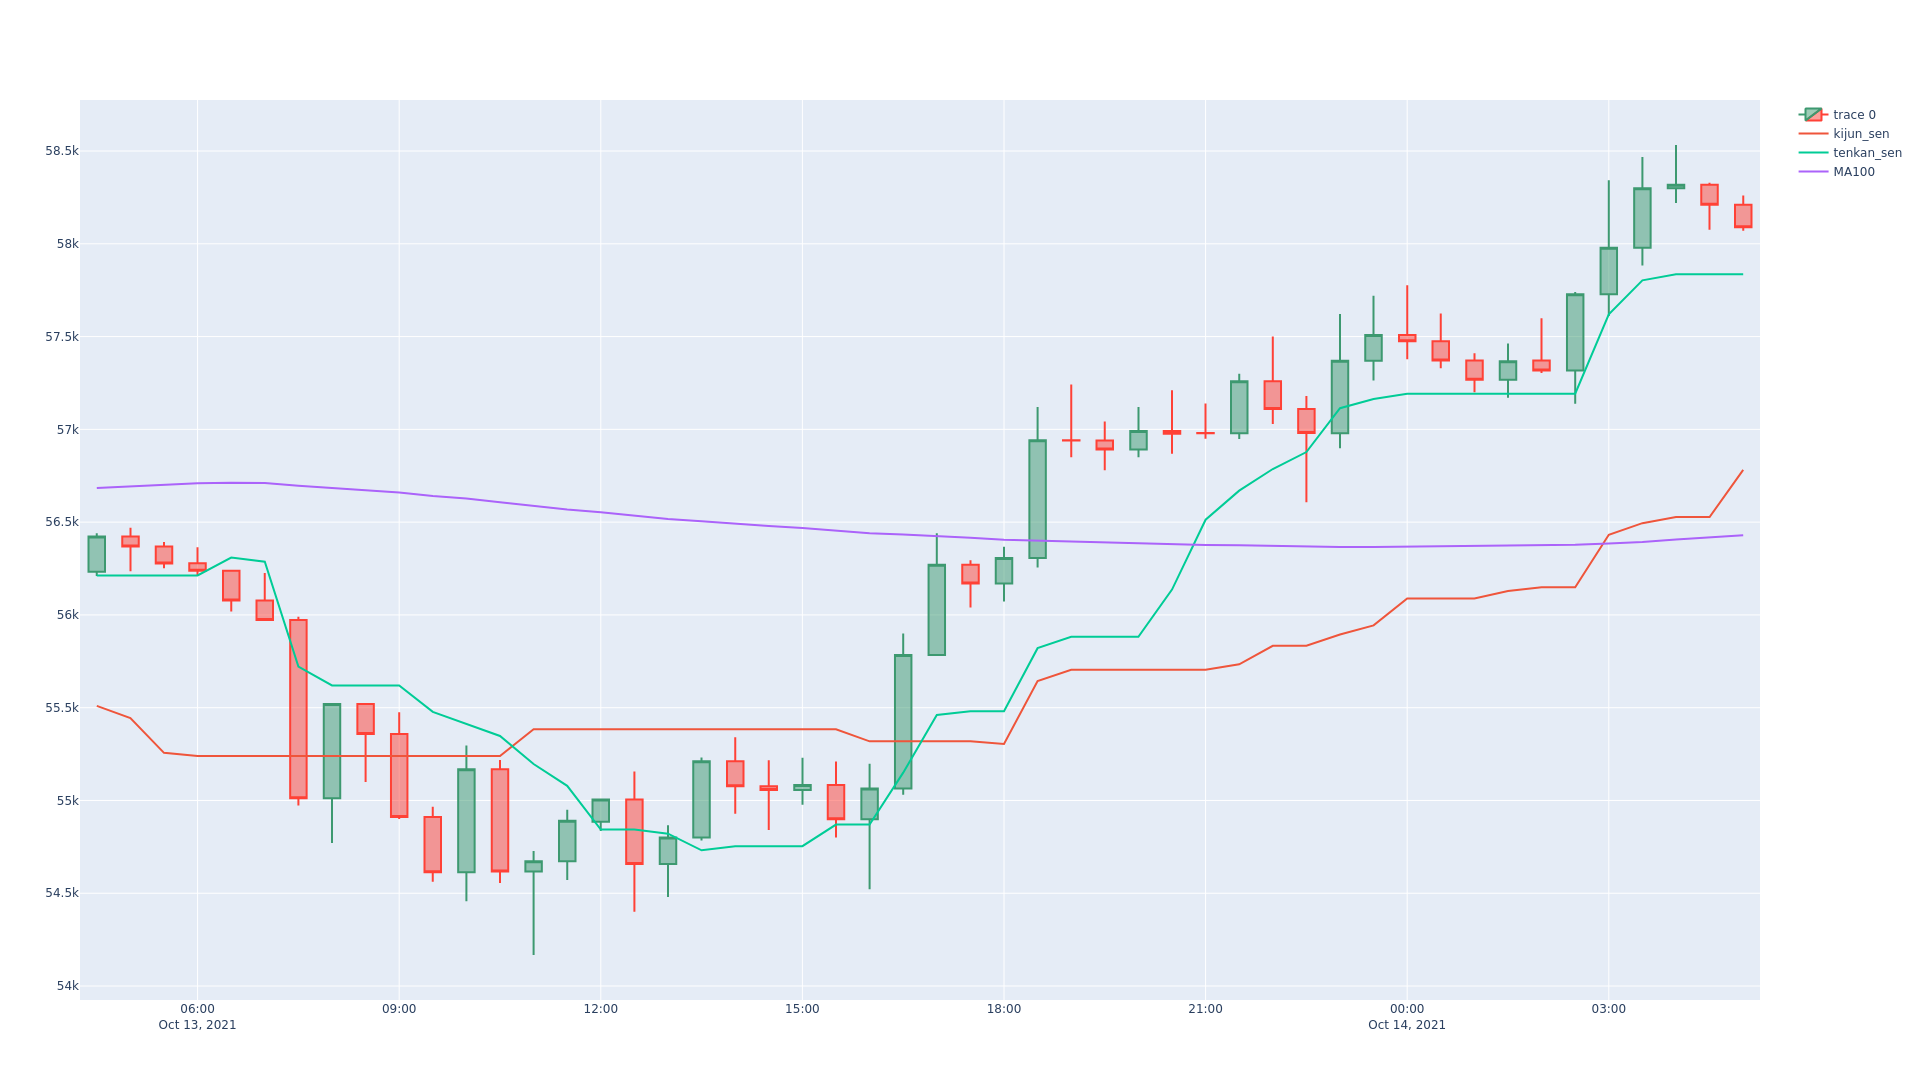 trace 0
kijun_sen
tenkan_sen
MA100
58.5k
58k
57.5k
57k
56.5k
56k
55.5k
55k
54.5k
54k
06:00 09:00 12:00 15:00 18:00 21:00 00:00 03:00
Oct 13, 2021 Oct 14, 2021